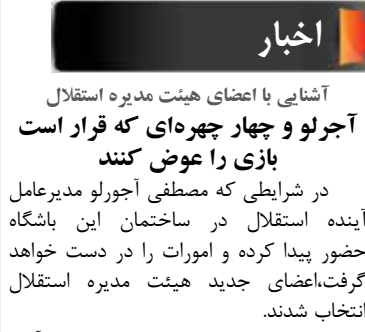 اخبار
آشنایی با اعضای هیئت مدیره استقلال
آجرلو و چهار چهره‌ای که قرار است
بازی را عوض کنند
در شرایطی که مصطفی آجورلو مدیرعامل
آینده استقلال در ساختمان این باشگاه
حضور پیدا کرده و امورات را در دست خواهد
گرفت،اعضای جدید هیئت مدیره استقلال
انتخاب شدند.